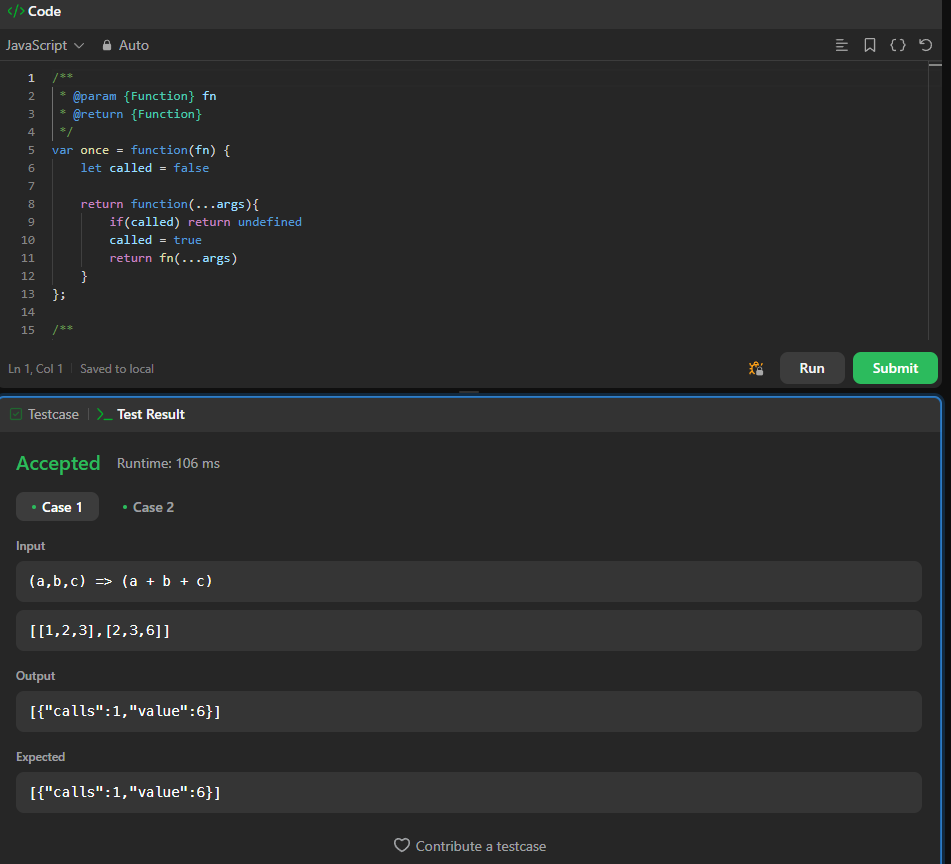 </> Code
JavaScript Auto
1 /**
2  * @param {Function} fn
3  * @return {Function}
4  */
5 var once = function(fn) {
6     let called = false
7
8     return function(...args){
9         if(called) return undefined
10         called = true
11         return fn(...args)
12     }
13 };
14
15 /**
Ln 1, Col 1 | Saved to local
Run Submit
Testcase | >_ Test Result
Accepted Runtime: 106 ms
• Case 1 • Case 2
Input
(a,b,c) => (a + b + c)
[[1,2,3],[2,3,6]]
Output
[{"calls":1,"value":6}]
Expected
[{"calls":1,"value":6}]
Contribute a testcase